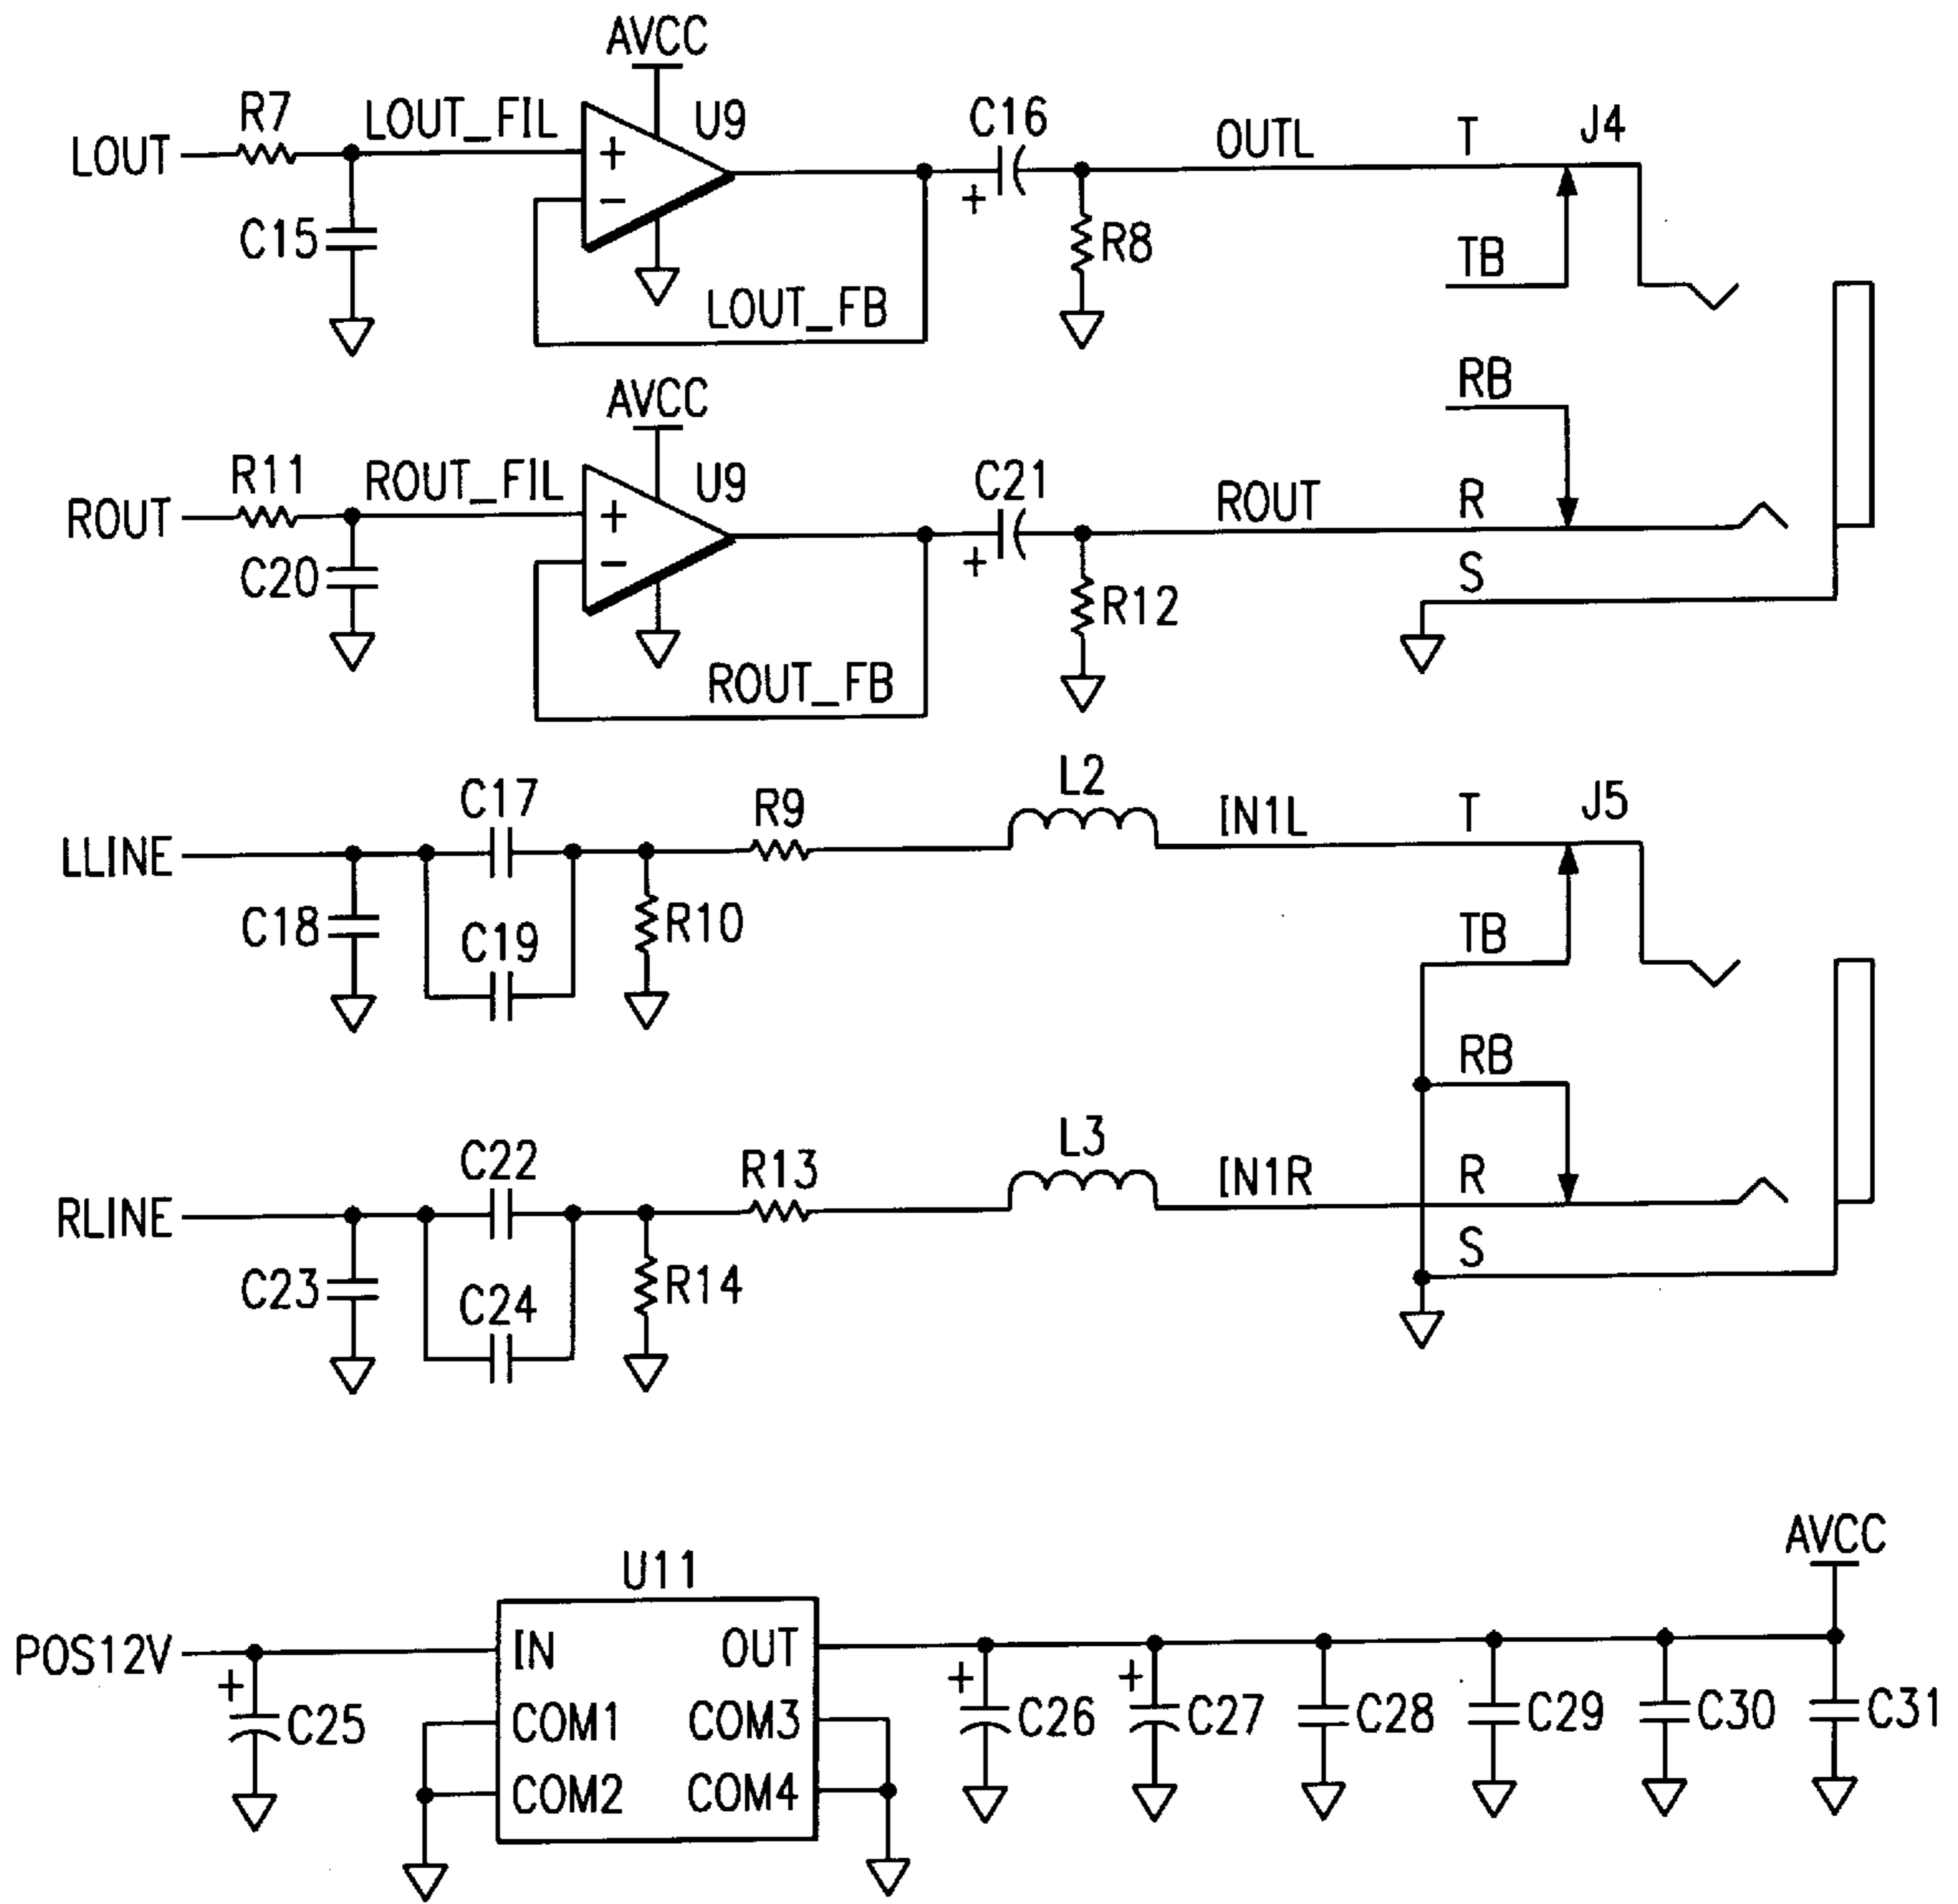 AVCC
R7 LOUT_FIL U9 C16 OUTL T J4
LOUT + - +
C15 R8 TB
LOUT_FB
RB
AVCC
R11 ROUT_FIL U9 C21 ROUT R
ROUT + - +
C20 R12 S
ROUT_FB
C17 R9 L2 IN1L T J5
LLINE
C18 C19 R10 TB
RB
C22 R13 L3 IN1R R
RLINE
C23 C24 R14 S
AVCC
U11
POS12V IN OUT
+ + +
C25 COM1 COM3 C26 C27 C28 C29 C30 C31
COM2 COM4